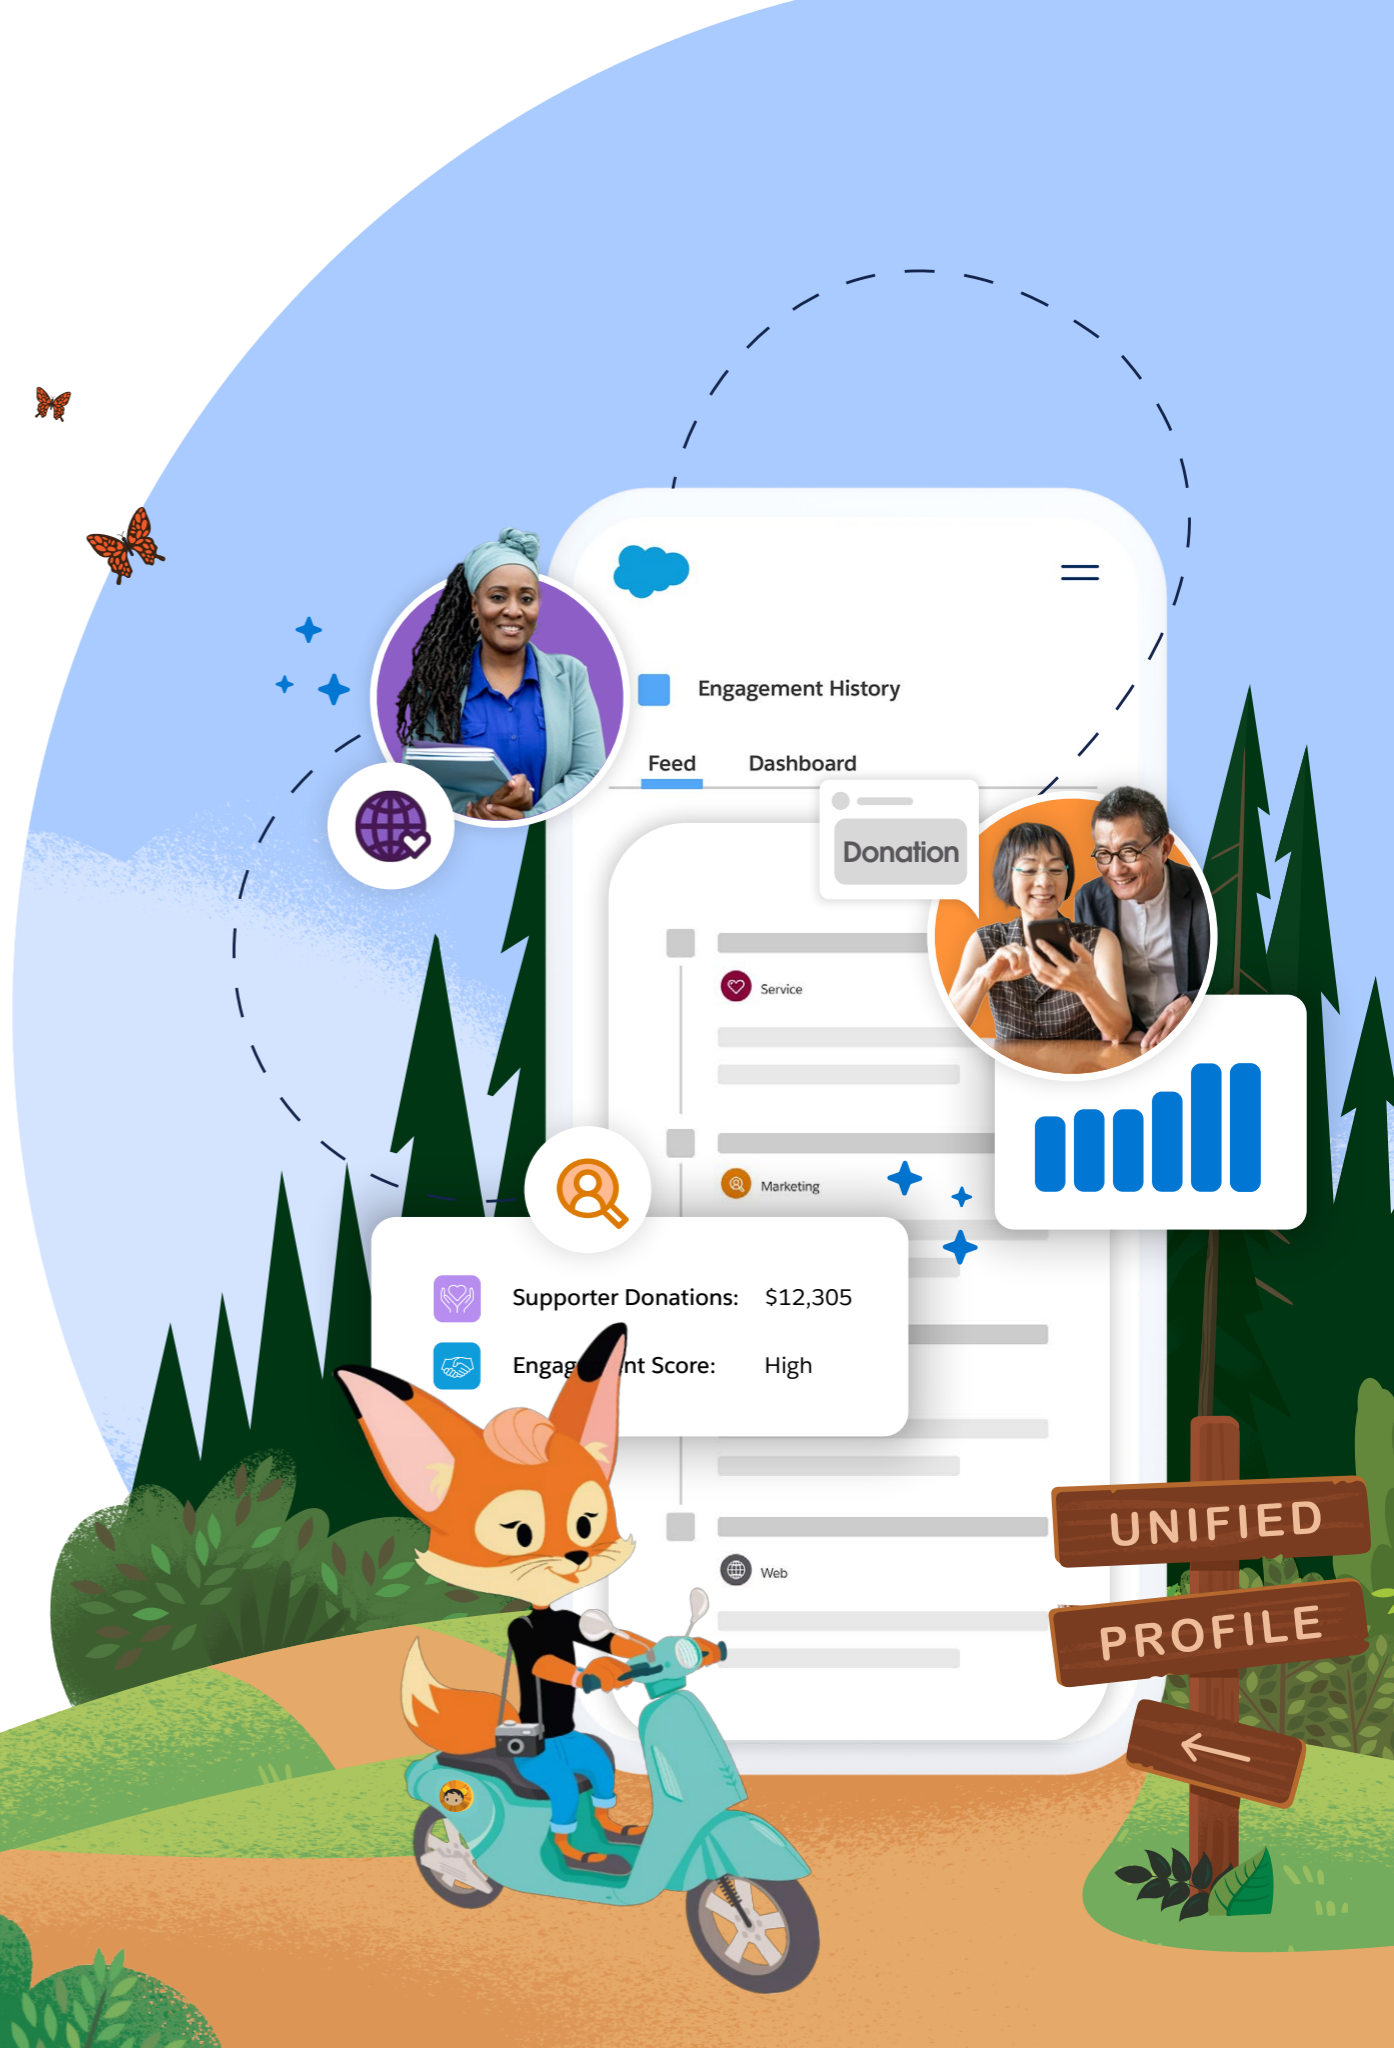 Engagement History
Feed
Dashboard
Donation
Service
Marketing
Supporter Donations: $12,305
Score: High
Web
UNIFIED
PROFILE